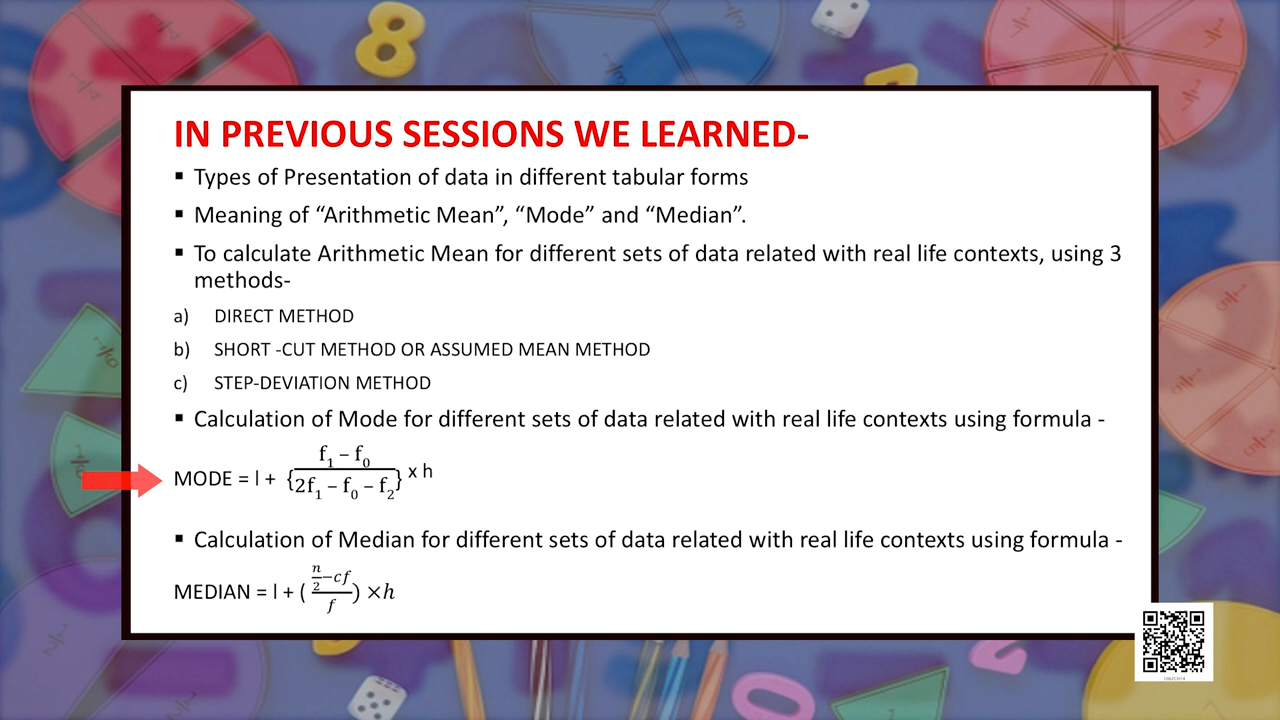 IN PREVIOUS SESSIONS WE LEARNED-
▪ Types of Presentation of data in different tabular forms
▪ Meaning of “Arithmetic Mean”, “Mode” and “Median”.
▪ To calculate Arithmetic Mean for different sets of data related with real life contexts, using 3
methods-
a) DIRECT METHOD
b) SHORT -CUT METHOD OR ASSUMED MEAN METHOD
c) STEP-DEVIATION METHOD
▪ Calculation of Mode for different sets of data related with real life contexts using formula -
MODE = l + {(f₁ – f₀)/(2f₁ – f₀ – f₂)} x h
▪ Calculation of Median for different sets of data related with real life contexts using formula -
MEDIAN = l + ( (n/2 −cf)/f ) ×h